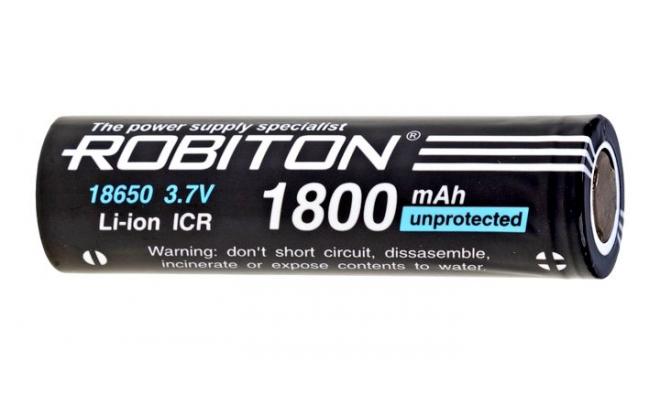 The power supply specialist
ROBITON®
18650 3.7V
Li-ion ICR
1800 mAh
unprotected
Warning: don't short circuit, dissasemble,
incinerate or expose contents to water.